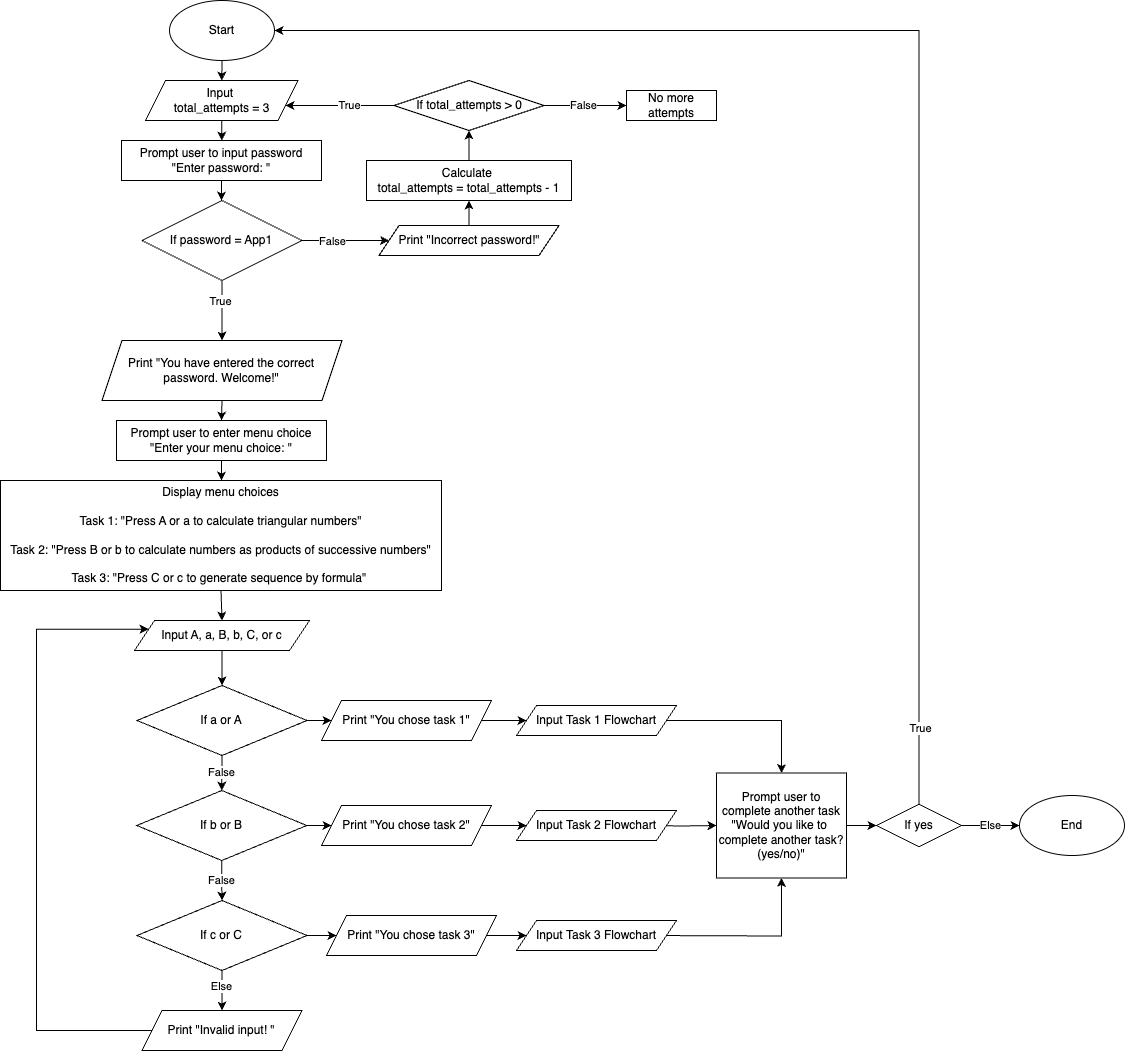 Start
Input
total_attempts = 3
True
If total_attempts > 0
False
No more
attempts
Prompt user to input password
"Enter password: "
Calculate
total_attempts = total_attempts - 1
If password = App1
False
Print "Incorrect password!"
True
Print "You have entered the correct
password. Welcome!"
Prompt user to enter menu choice
"Enter your menu choice: "
Display menu choices
Task 1: "Press A or a to calculate triangular numbers"
Task 2: "Press B or b to calculate numbers as products of successive numbers"
Task 3: "Press C or c to generate sequence by formula"
Input A, a, B, b, C, or c
If a or A
Print "You chose task 1"
Input Task 1 Flowchart
True
False
If b or B
Print "You chose task 2"
Input Task 2 Flowchart
Prompt user to
complete another task
"Would you like to
complete another task?
(yes/no)"
If yes
Else
End
False
If c or C
Print "You chose task 3"
Input Task 3 Flowchart
Else
Print "Invalid input! "